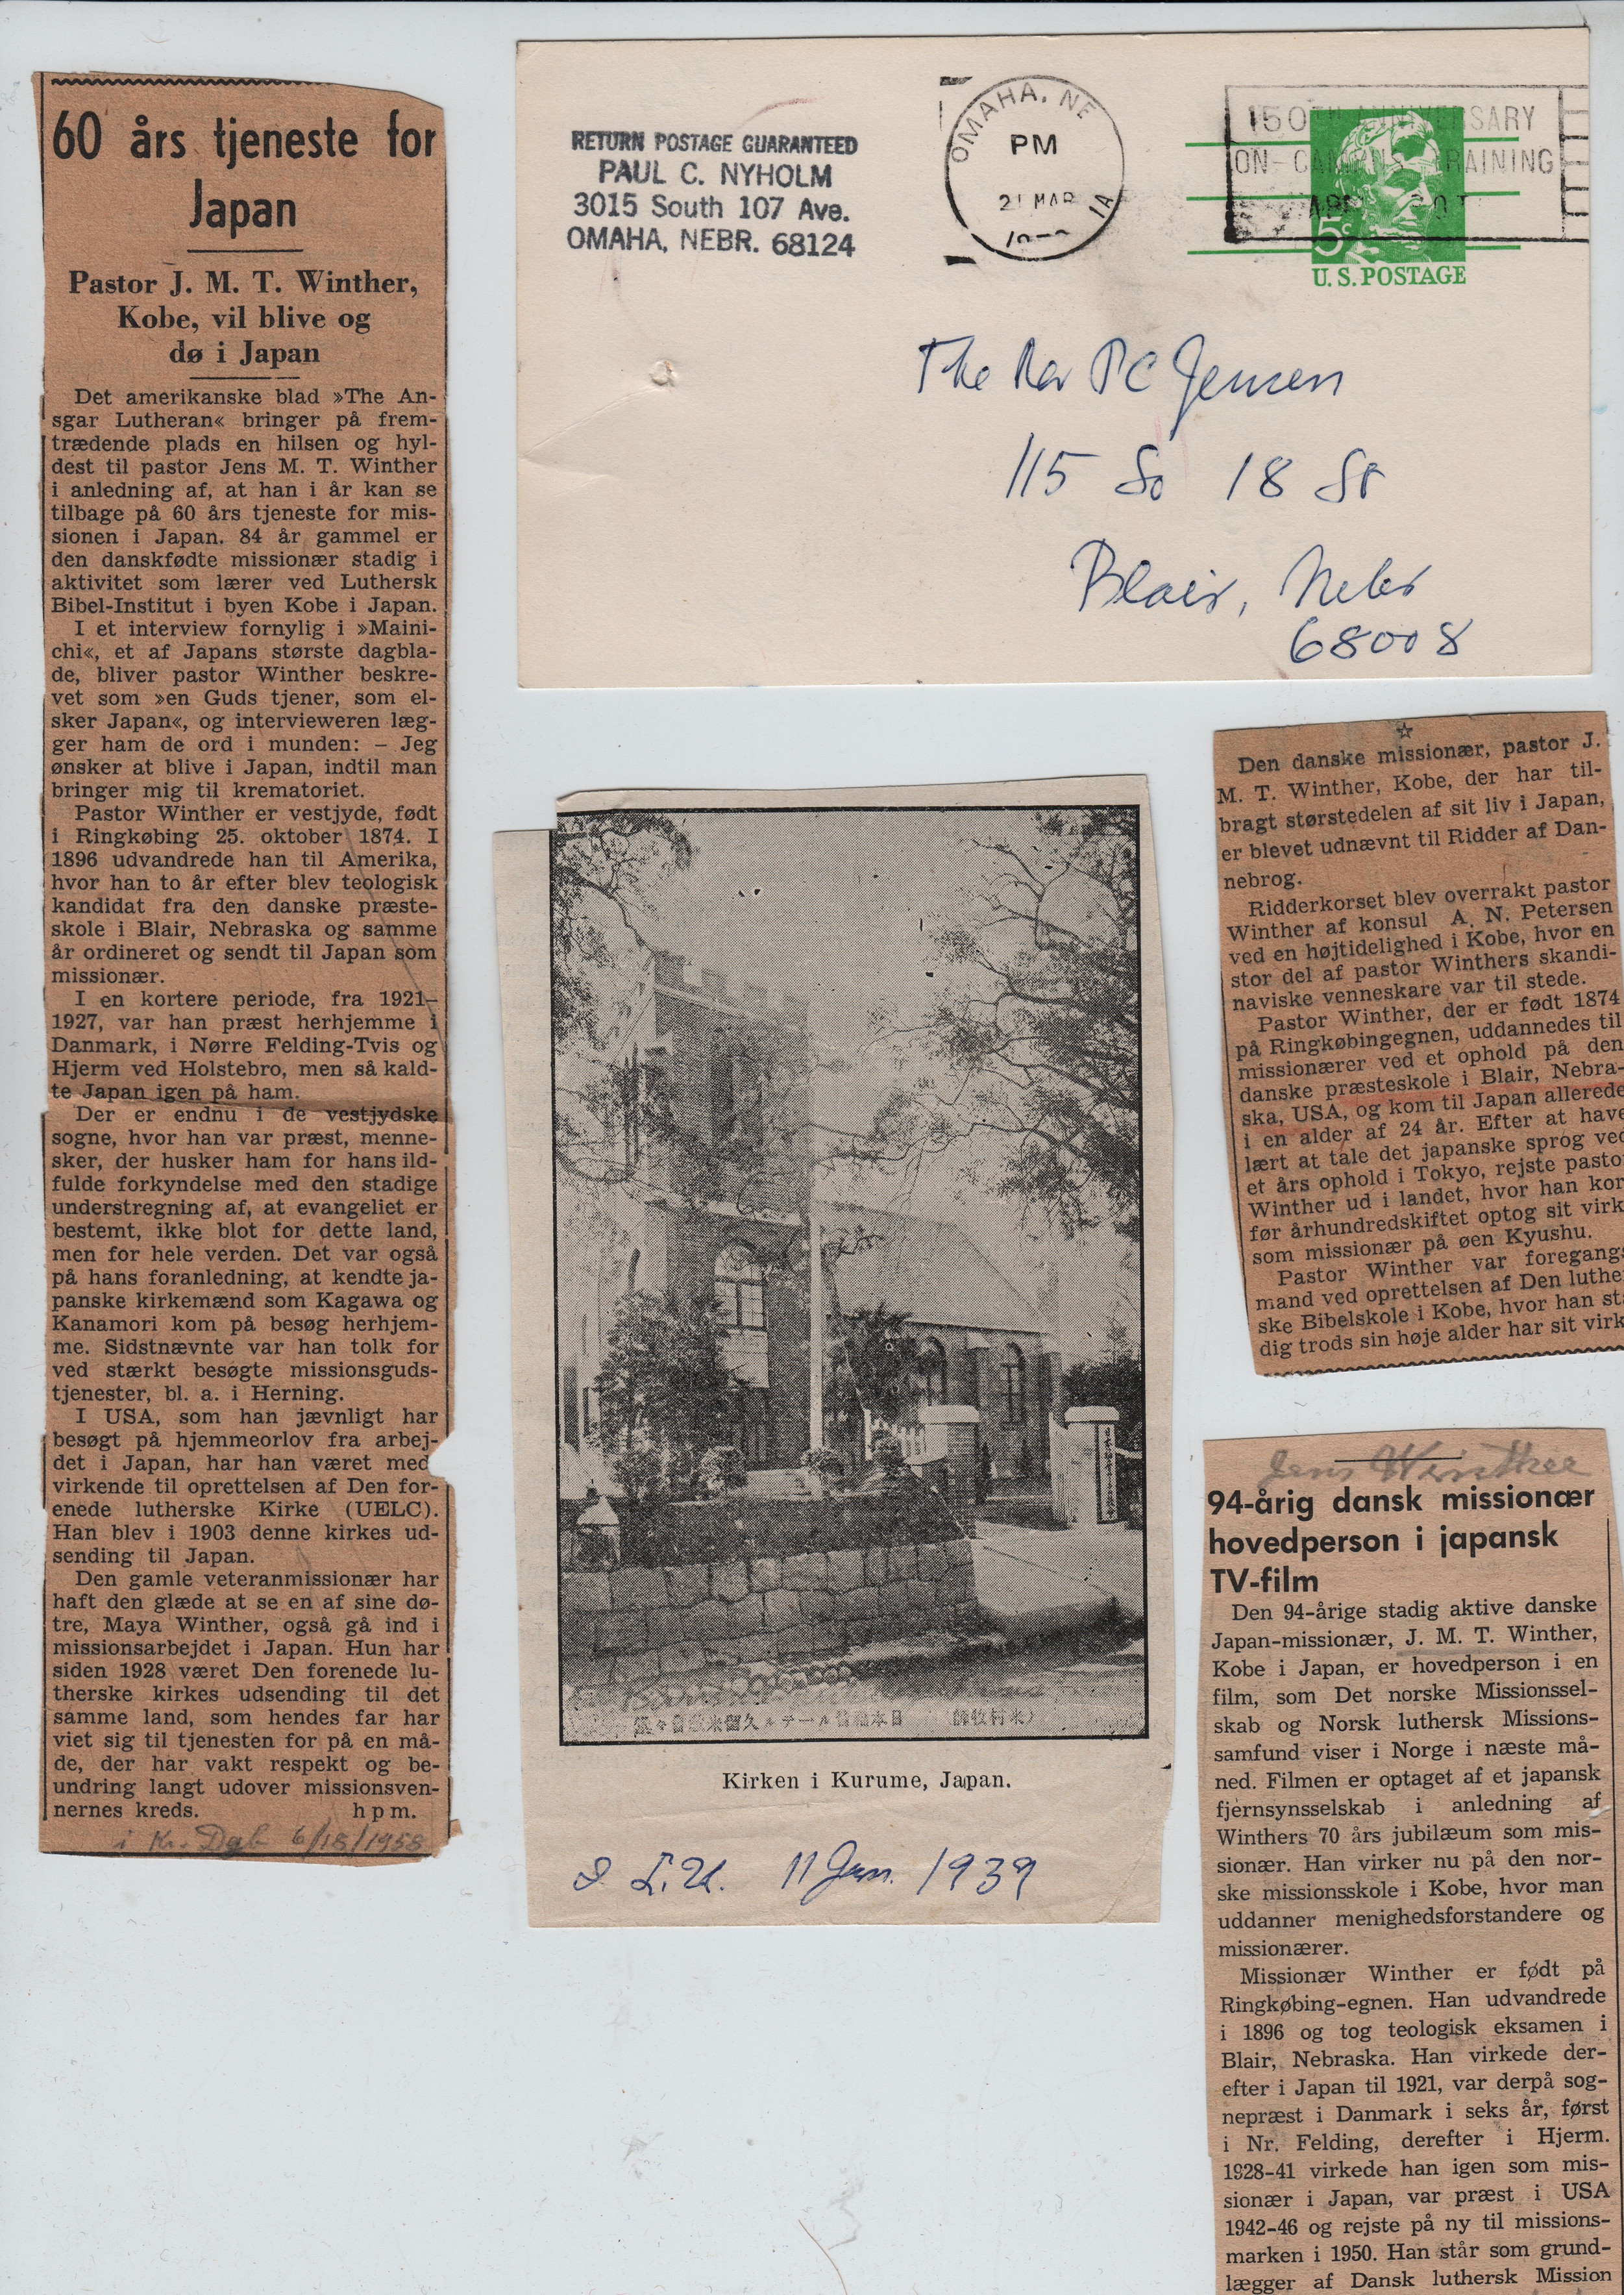 60 års tjeneste for
Japan
Pastor J. M. T. Winther,
Kobe, vil blive og
dø i Japan
Det amerikanske blad »The An-
sgar Lutheran« bringer på frem-
trædende plads en hilsen og hyl-
dest til pastor Jens M. T. Winther
i anledning af, at han i år kan se
tilbage på 60 års tjeneste for mis-
sionen i Japan. 84 år gammel er
den danskfødte missionær stadig i
aktivitet som lærer ved Luthersk
Bibel-Institut i byen Kobe i Japan.
I et interview fornylig i »Maini-
chi«, et af Japans største dagbla-
de, bliver pastor Winther beskre-
vet som »en Guds tjener, som el-
sker Japan«, og intervieweren læg-
ger ham de ord i munden: – Jeg
ønsker at blive i Japan, indtil man
bringer mig til krematoriet.
Pastor Winther er vestjyde, født
i Ringkøbing 25. oktober 1874. I
1896 udvandrede han til Amerika,
hvor han to år efter blev teologisk
kandidat fra den danske præste-
skole i Blair, Nebraska og samme
år ordineret og sendt til Japan som
missionær.
I en kortere periode, fra 1921–
1927, var han præst herhjemme i
Danmark, i Nørre Felding-Tvis og
Hjerm ved Holstebro, men så kald-
te Japan igen på ham.
Der er endnu i de vestjydske
sogne, hvor han var præst, menne-
sker, der husker ham for hans ild-
fulde forkyndelse med den stadige
understregning af, at evangeliet er
bestemt, ikke blot for dette land,
men for hele verden. Det var også
på hans foranledning, at kendte ja-
panske kirkemænd som Kagawa og
Kanamori kom på besøg herhjem-
me. Sidstnævnte var han tolk for
ved stærkt besøgte missionsguds-
tjenester, bl. a. i Herning.
I USA, som han jævnligt har
besøgt på hjemmeorlov fra arbej-
det i Japan, har han været med
virkende til oprettelsen af Den for-
enede lutherske Kirke (UELC).
Han blev i 1903 denne kirkes ud-
sending til Japan.
Den gamle veteranmissionær har
haft den glæde at se en af sine dø-
tre, Maya Winther, også gå ind i
missionsarbejdet i Japan. Hun har
siden 1928 været Den forenede lu-
therske kirkes udsending til det
samme land, som hendes far har
viet sig til tjenesten for på en må-
de, der har vakt respekt og be-
undring langt udover missionsven-
nernes kreds. hpm.
i Kr. Dgb 6/18/1958
RETURN POSTAGE GUARANTEED
PAUL C. NYHOLM
3015 South 107 Ave.
OMAHA, NEBR. 68124
OMAHA, NE
PM
21 MAR
150TH ANNIVERSARY
ON- TRAINING
5c
U.S. POSTAGE
The Rev PC Jensen
115 So 18 St
Blair, Nebr
68008
Kirken i Kurume, Japan.
11 Jan. 1939
Den danske missionær, pastor J.
M. T. Winther, Kobe, der har til-
bragt størstedelen af sit liv i Japan,
er blevet udnævnt til Ridder af Dan-
nebrog.
Ridderkorset blev overrakt pastor
Winther af konsul A. N. Petersen
ved en højtidelighed i Kobe, hvor en
stor del af pastor Winthers skandi-
naviske venneskare var til stede.
Pastor Winther, der er født 1874
på Ringkøbingegnen, uddannedes til
missionærer ved et ophold på den
danske præsteskole i Blair, Nebra-
ska, USA, og kom til Japan allerede
i en alder af 24 år. Efter at have
lært at tale det japanske sprog ved
et års ophold i Tokyo, rejste pasto
Winther ud i landet, hvor han kor
før århundredskiftet optog sit virk
som missionær på øen Kyushu.
Pastor Winther var foregangs
mand ved oprettelsen af Den luther
ske Bibelskole i Kobe, hvor han sta
dig trods sin høje alder har sit virk
Jens Winther
94-årig dansk missionær
hovedperson i japansk
TV-film
Den 94-årige stadig aktive danske
Japan-missionær, J. M. T. Winther,
Kobe i Japan, er hovedperson i en
film, som Det norske Missionssel-
skab og Norsk luthersk Missions-
samfund viser i Norge i næste må-
ned. Filmen er optaget af et japansk
fjernsynsselskab i anledning af
Winthers 70 års jubilæum som mis-
sionær. Han virker nu på den nor-
ske missionsskole i Kobe, hvor man
uddanner menighedsforstandere og
missionærer.
Missionær Winther er født på
Ringkøbing-egnen. Han udvandrede
i 1896 og tog teologisk eksamen i
Blair, Nebraska. Han virkede der-
efter i Japan til 1921, var derpå sog-
nepræst i Danmark i seks år, først
i Nr. Felding, derefter i Hjerm.
1928-41 virkede han igen som mis-
sionær i Japan, var præst i USA
1942-46 og rejste på ny til missions-
marken i 1950. Han står som grund-
lægger af Dansk luthersk Mission